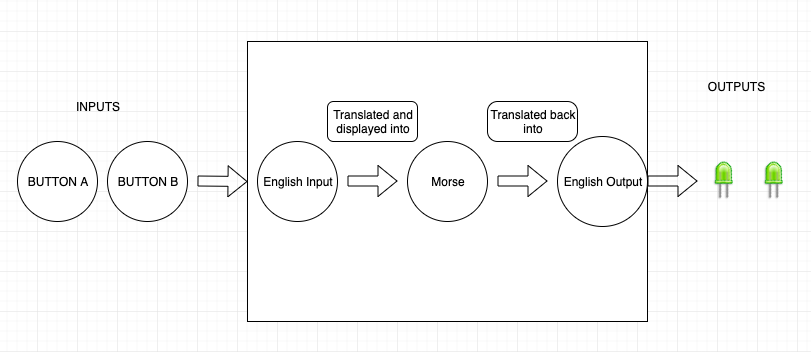 INPUTS
OUTPUTS
Translated and
displayed into
Translated back
into
BUTTON A
BUTTON B
English Input
Morse
English Output